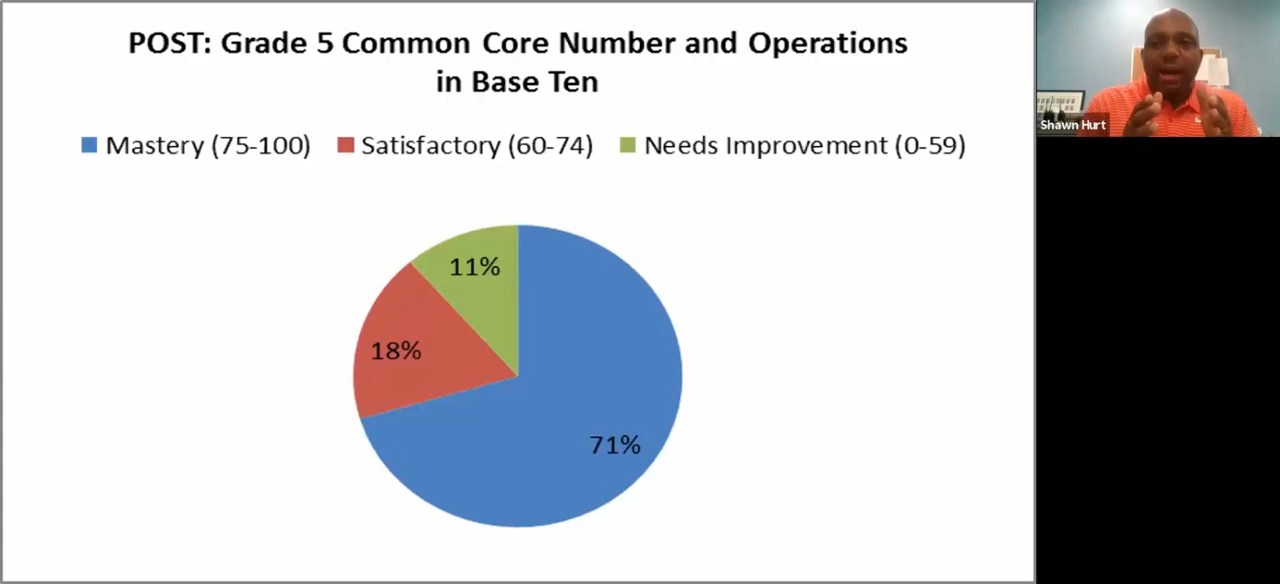 POST: Grade 5 Common Core Number and Operations
in Base Ten
Mastery (75-100) Satisfactory (60-74) Needs Improvement (0-59)
11%
18%
71%
Shawn Hurt